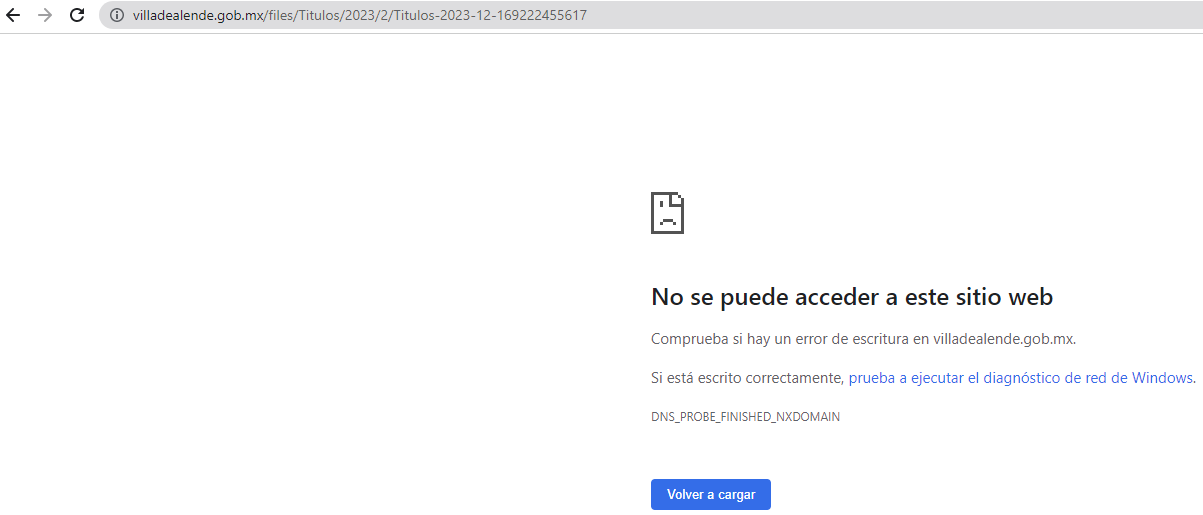 villadealende.gob.mx/files/Titulos/2023/2/Titulos-2023-12-169222455617
No se puede acceder a este sitio web
Comprueba si hay un error de escritura en villadealende.gob.mx.
Si está escrito correctamente, prueba a ejecutar el diagnóstico de red de Windows.
DNS_PROBE_FINISHED_NXDOMAIN
Volver a cargar